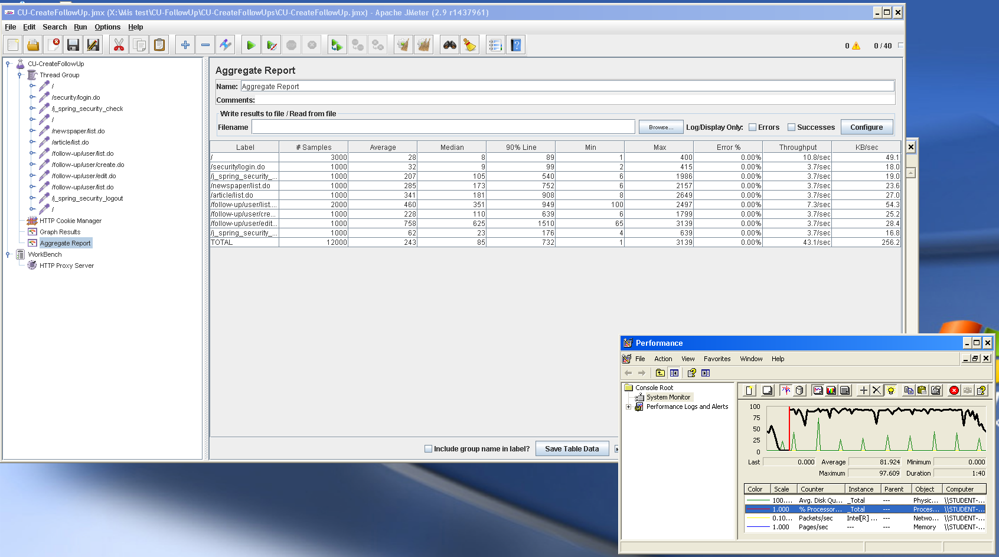 CU-CreateFollowUp.jmx (X:\Mis test\CU-FollowUp\CU-CreateFollowUps\CU-CreateFollowUp.jmx) - Apache JMeter (2.9 r1437961)
File Edit Search Run Options Help
0 0 / 40
CU-CreateFollowUp
Thread Group
/
/security/login.do
/j_spring_security_check
/
/newspaper/list.do
/article/list.do
/follow-up/user/list.do
/follow-up/user/create.do
/follow-up/user/edit.do
/follow-up/user/list.do
/j_spring_security_logout
/
HTTP Cookie Manager
Graph Results
Aggregate Report
WorkBench
HTTP Proxy Server
Aggregate Report
Name: Aggregate Report
Comments:
Write results to file / Read from file
Filename Browse... Log/Display Only: Errors Successes Configure
Label # Samples Average Median 90% Line Min Max Error % Throughput KB/sec
/ 3000 28 8 89 1 400 0.00% 10.8/sec 49.1
/security/login.do 1000 32 9 99 2 415 0.00% 3.7/sec 18.0
/j_spring_security_... 1000 207 105 540 6 1986 0.00% 3.7/sec 19.0
/newspaper/list.do 1000 285 173 752 6 2157 0.00% 3.7/sec 23.6
/article/list.do 1000 341 181 908 8 2649 0.00% 3.7/sec 27.0
/follow-up/user/list.... 2000 460 351 949 100 2497 0.00% 7.3/sec 54.3
/follow-up/user/cre... 1000 228 110 639 6 1799 0.00% 3.7/sec 25.2
/follow-up/user/edit... 1000 758 625 1510 65 3139 0.00% 3.7/sec 28.4
/j_spring_security_... 1000 62 23 176 4 639 0.00% 3.7/sec 16.8
TOTAL 12000 243 85 732 1 3139 0.00% 43.1/sec 256.2
Include group name in label? Save Table Data
Performance
File Action View Favorites Window Help
Console Root
System Monitor
Performance Logs and Alerts
100
75
50
25
0
Last 0.000 Average 81.924 Minimum 0.000
Maximum 97.609 Duration 1:40
Color Scale Counter Instance Parent Object Computer
100.... Avg. Disk Qu... _Total --- Physic... \\STUDENT-...
1.000 % Processor... _Total --- Proces... \\STUDENT-...
0.10... Packets/sec Intel[R] ... --- Netwo... \\STUDENT-...
1.000 Pages/sec --- --- Memory \\STUDENT-...